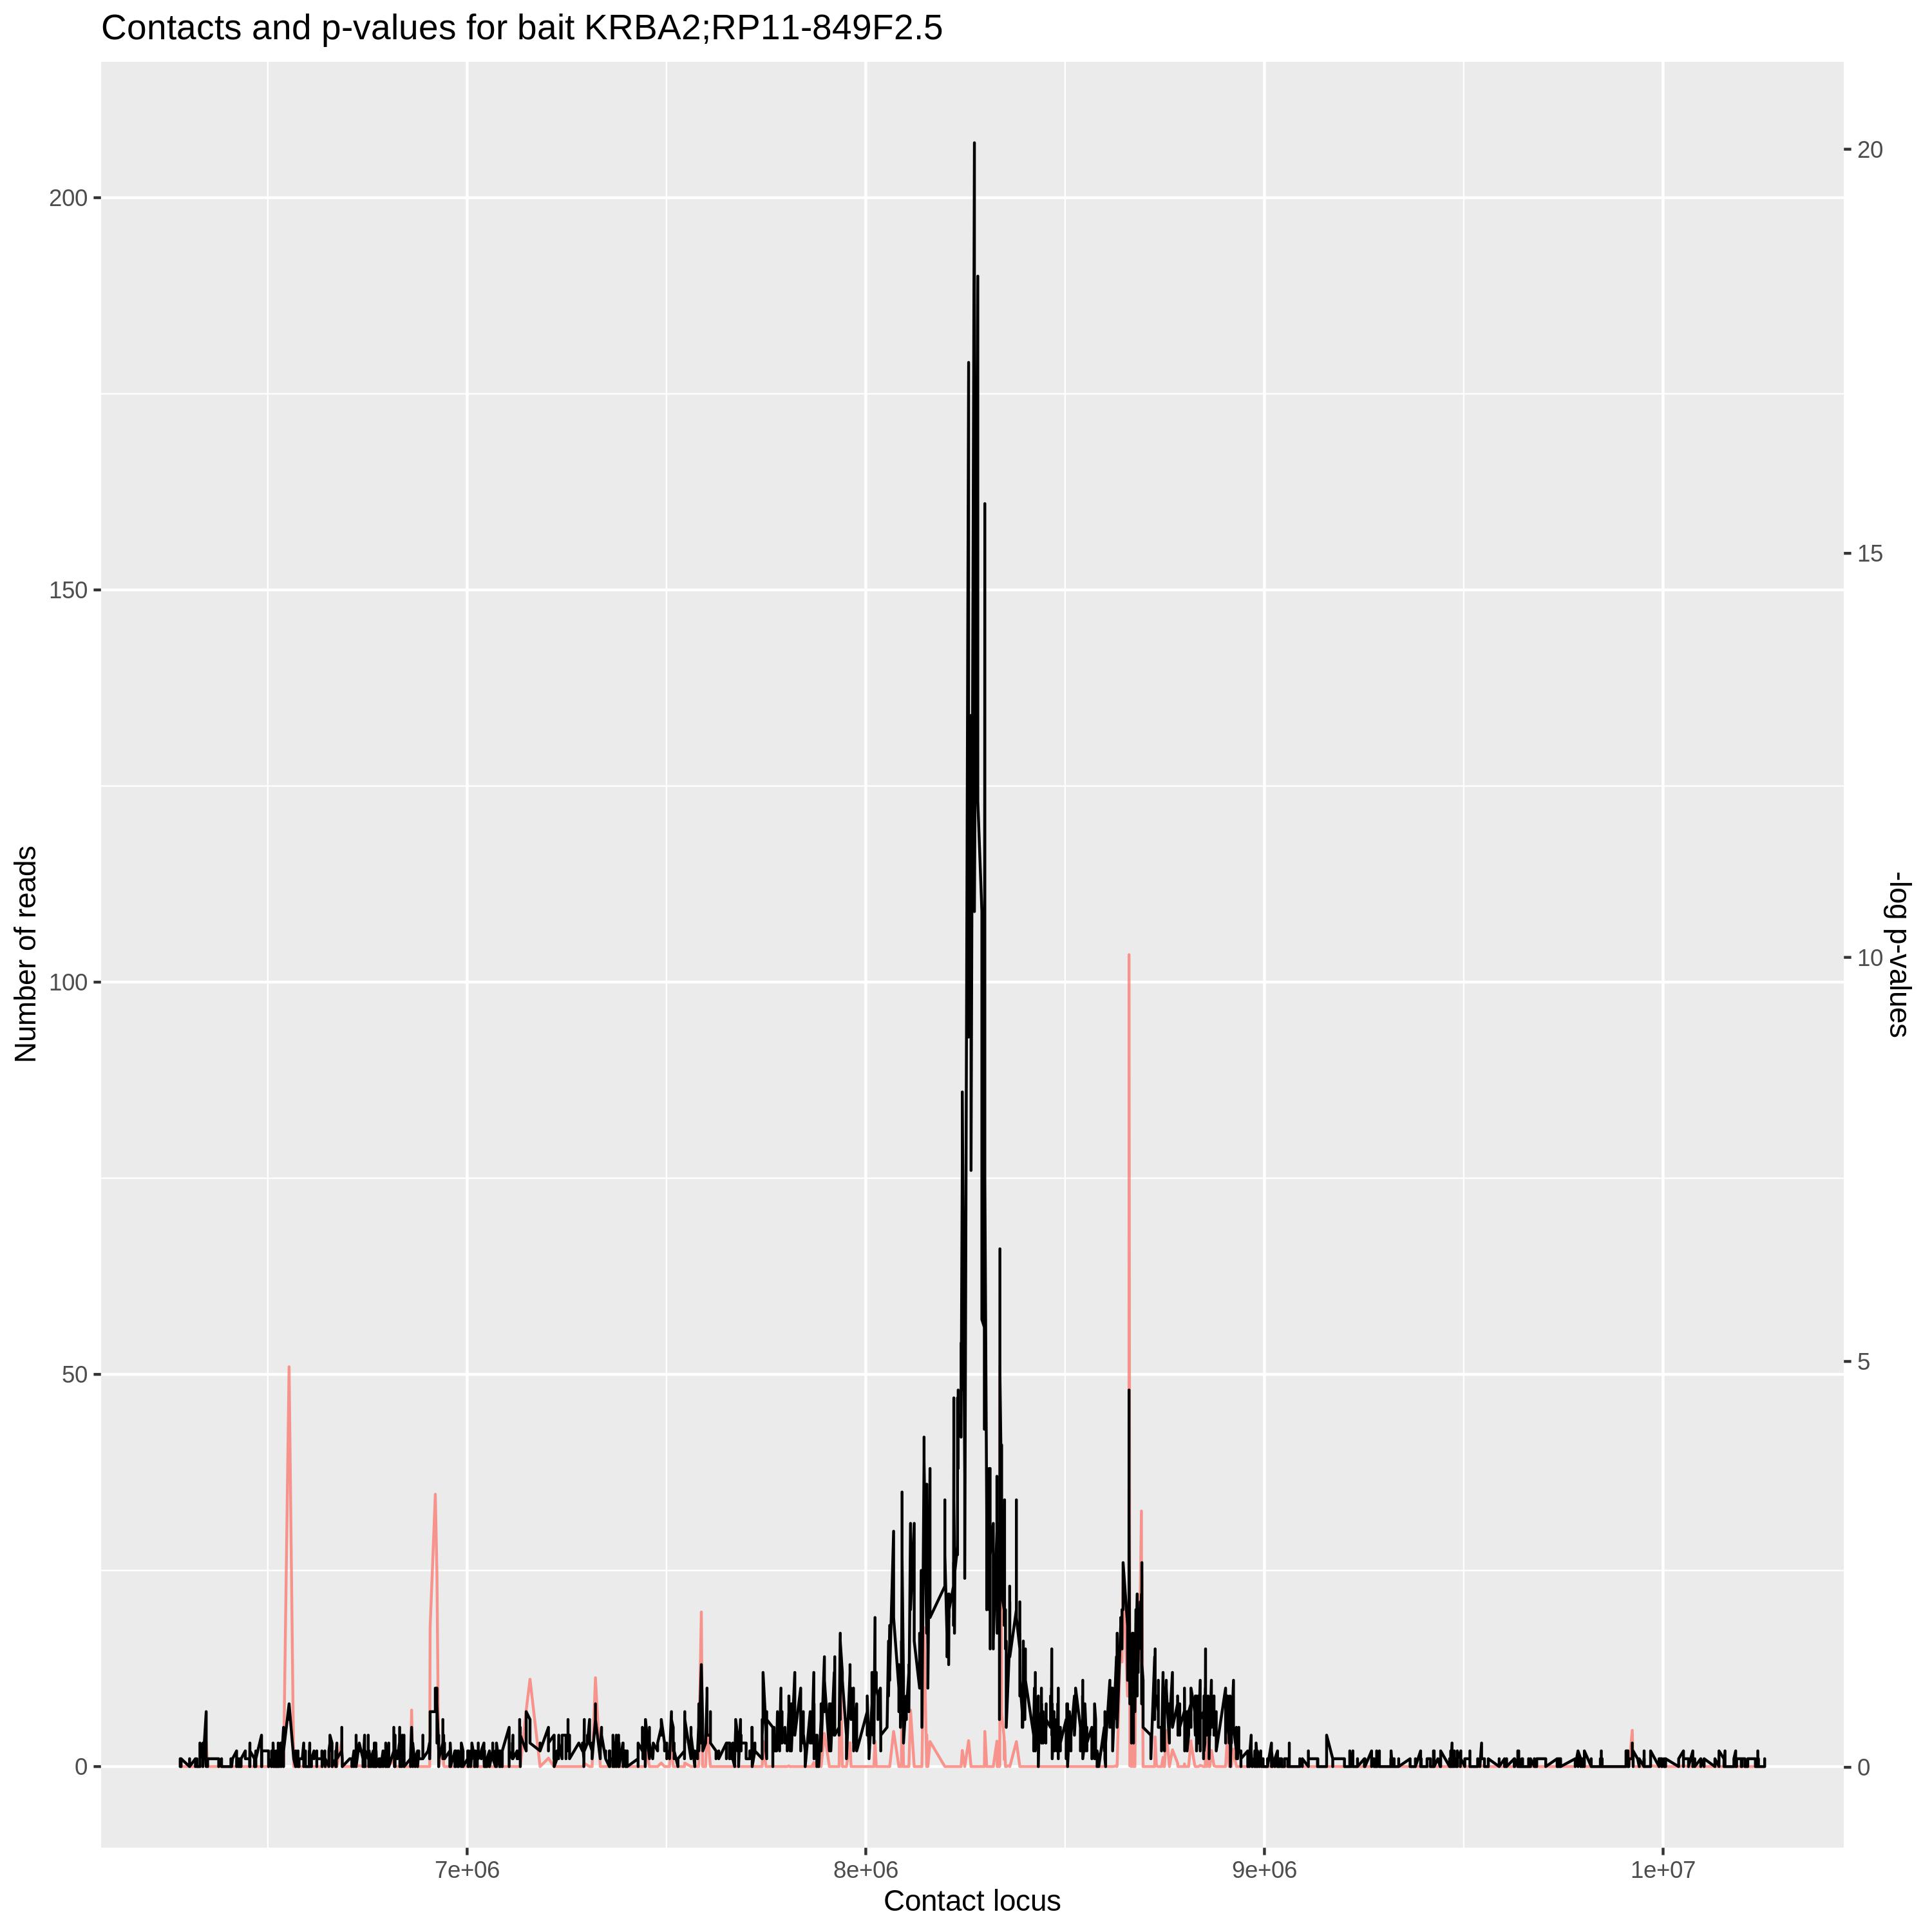 Contacts and p-values for bait KRBA2;RP11-849F2.5
200
150
100
50
0
Number of reads
20
15
10
5
0
-log p-values
7e+06
8e+06
9e+06
1e+07
Contact locus